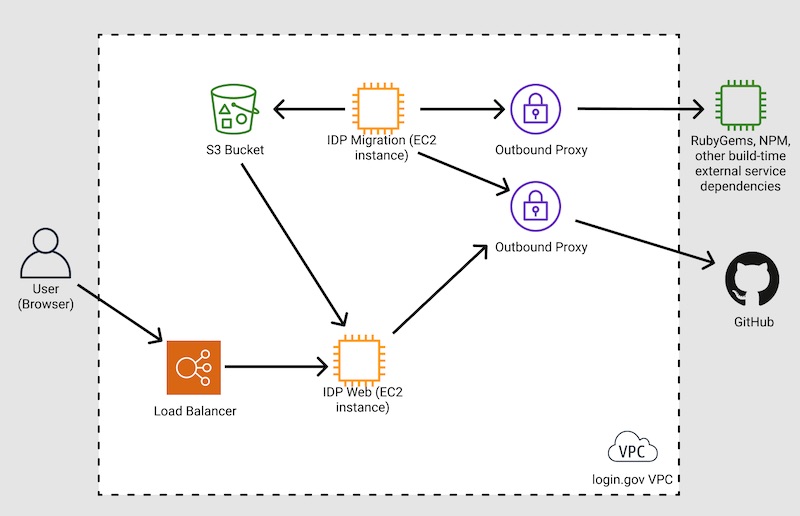 S3 Bucket
IDP Migration (EC2
instance)
Outbound Proxy
RubyGems, NPM,
other build-time
external service
dependencies
Outbound Proxy
User
(Browser)
GitHub
Load Balancer
IDP Web (EC2
instance)
VPC
login.gov VPC